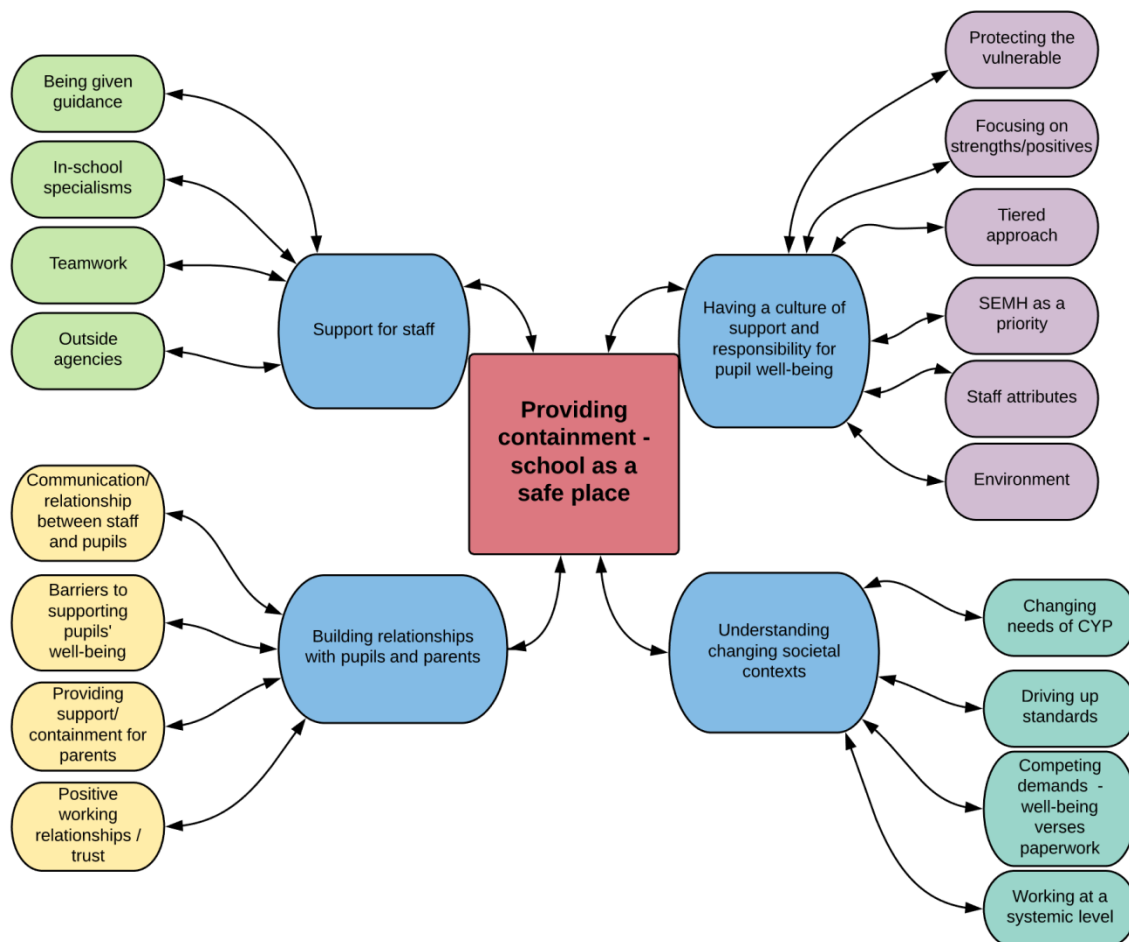 Being given
guidance
In-school
specialisms
Teamwork
Outside
agencies
Support for staff
Protecting the
vulnerable
Focusing on
strengths/positives
Tiered
approach
SEMH as a
priority
Staff attributes
Environment
Having a culture of
support and
responsibility for
pupil well-being
Providing
containment -
school as a
safe place
Communication/
relationship
between staff
and pupils
Barriers to
supporting
pupils'
well-being
Providing
support/
containment for
parents
Positive
working
relationships /
trust
Building relationships
with pupils and parents
Understanding
changing societal
contexts
Changing
needs of CYP
Driving up
standards
Competing
demands -
well-being
verses
paperwork
Working at a
systemic level